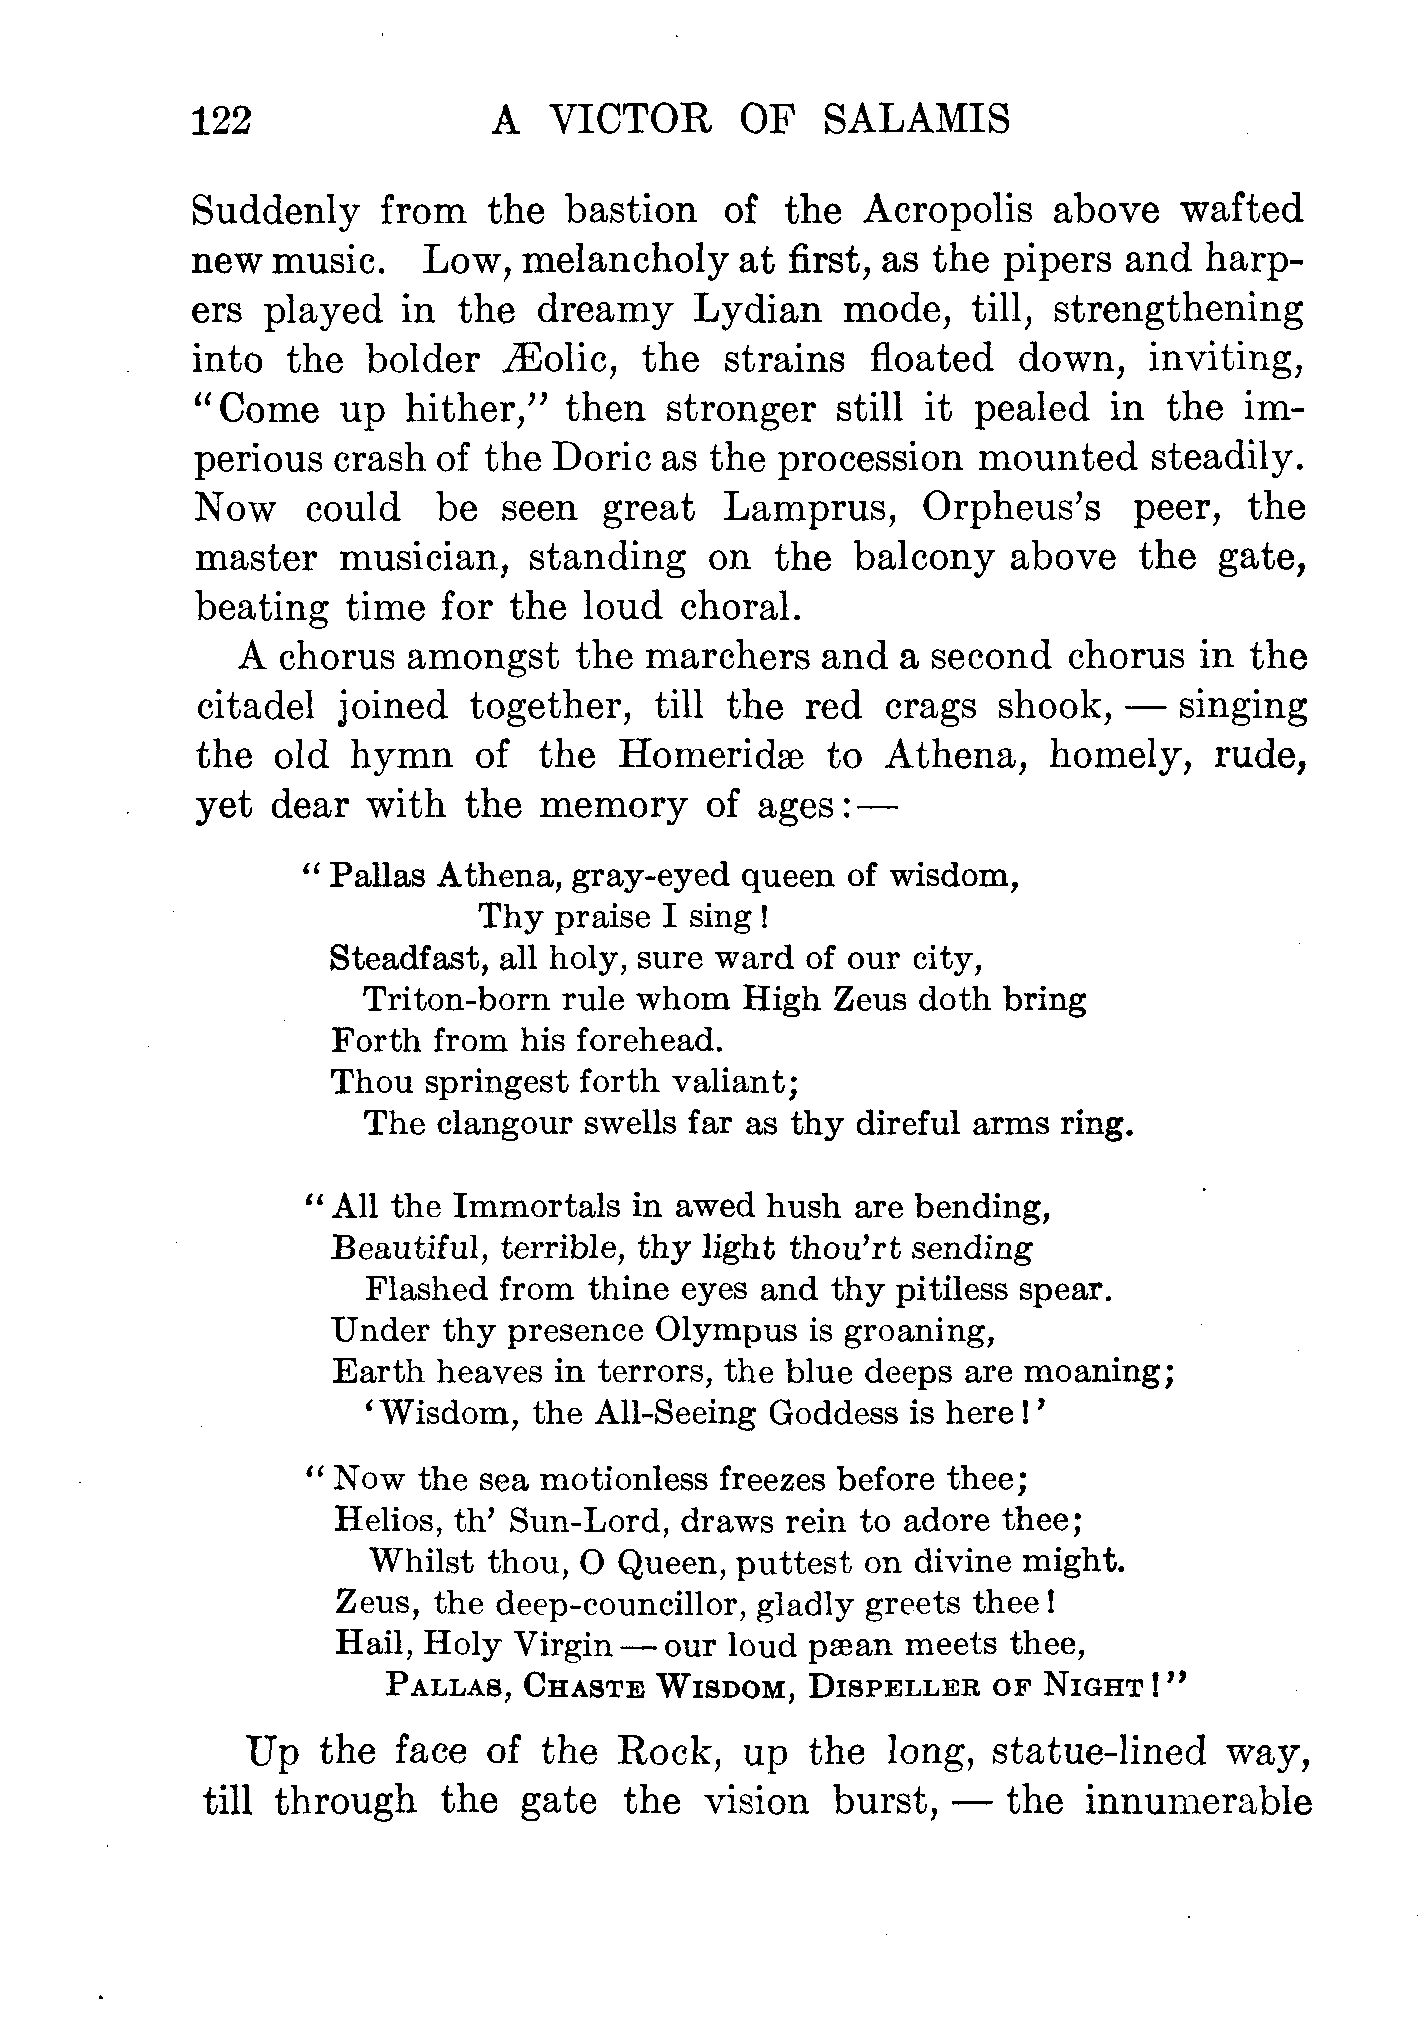 122 A VICTOR OF SALAMIS
Suddenly from the bastion of the Acropolis above wafted
new music. Low, melancholy at first, as the pipers and harp-
ers played in the dreamy Lydian mode, till, strengthening
into the bolder Æolic, the strains floated down, inviting,
“Come up hither,” then stronger still it pealed in the im-
perious crash of the Doric as the procession mounted steadily.
Now could be seen great Lamprus, Orpheus’s peer, the
master musician, standing on the balcony above the gate,
beating time for the loud choral.
A chorus amongst the marchers and a second chorus in the
citadel joined together, till the red crags shook, — singing
the old hymn of the Homeridæ to Athena, homely, rude,
yet dear with the memory of ages:—
“Pallas Athena, gray-eyed queen of wisdom,
Thy praise I sing!
Steadfast, all holy, sure ward of our city,
Triton-born rule whom High Zeus doth bring
Forth from his forehead.
Thou springest forth valiant;
The clangour swells far as thy direful arms ring.
“All the Immortals in awed hush are bending,
Beautiful, terrible, thy light thou’rt sending
Flashed from thine eyes and thy pitiless spear.
Under thy presence Olympus is groaning,
Earth heaves in terrors, the blue deeps are moaning;
‘Wisdom, the All-Seeing Goddess is here!’
“Now the sea motionless freezes before thee;
Helios, th’ Sun-Lord, draws rein to adore thee;
Whilst thou, O Queen, puttest on divine might.
Zeus, the deep-councillor, gladly greets thee!
Hail, Holy Virgin — our loud pæan meets thee,
PALLAS, CHASTE WISDOM, DISPELLER OF NIGHT!”
Up the face of the Rock, up the long, statue-lined way,
till through the gate the vision burst, — the innumerable